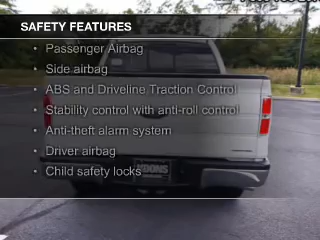 SAFETY FEATURES
• Passenger Airbag
• Side airbag
• ABS and Driveline Traction Control
• Stability control with anti-roll control
• Anti-theft alarm system
• Driver airbag
• Child safety locks